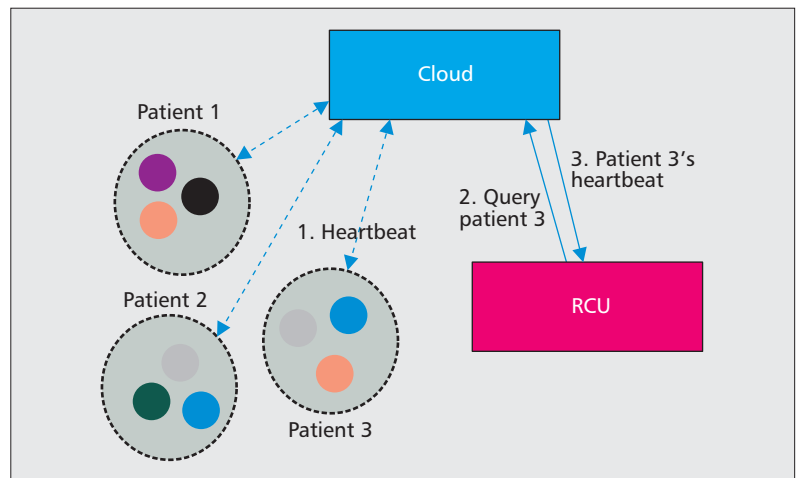 Cloud
Patient 1
3. Patient 3's
heartbeat
2. Query
patient 3
1. Heartbeat
Patient 2
RCU
Patient 3